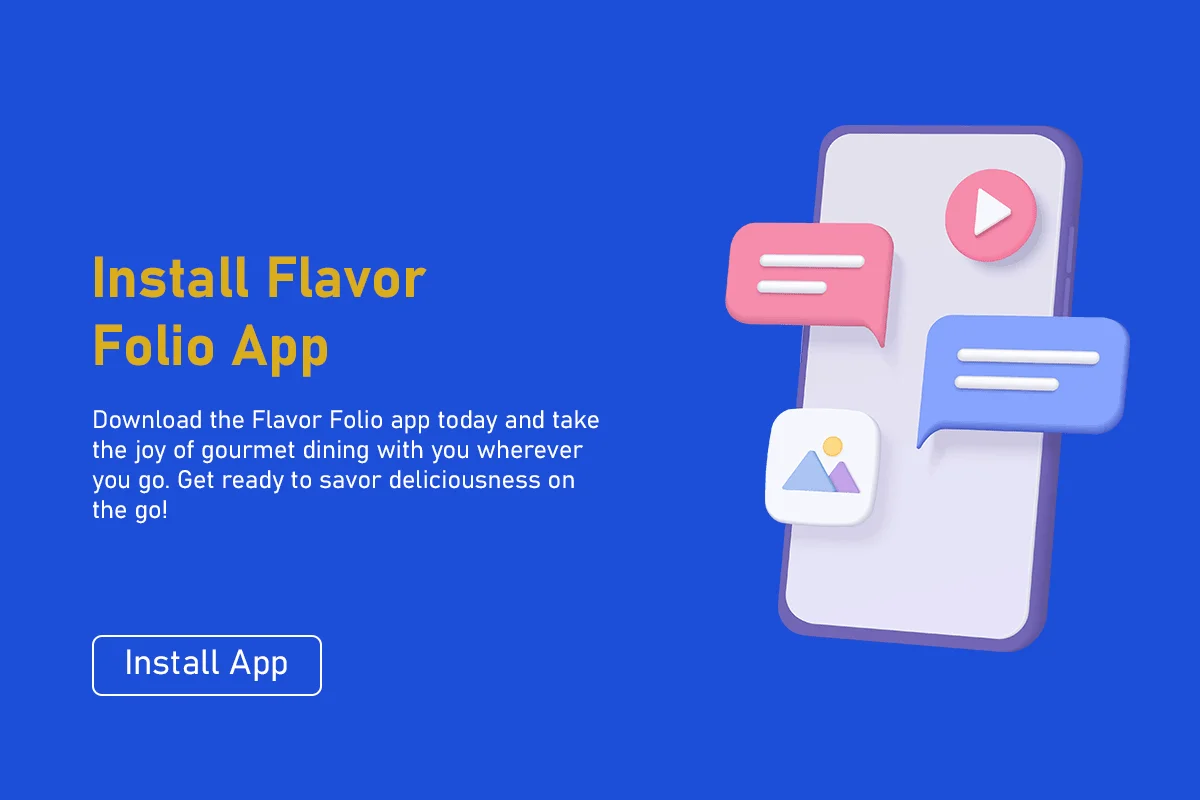 Install Flavor
Folio App
Download the Flavor Folio app today and take
the joy of gourmet dining with you wherever
you go. Get ready to savor deliciousness on
the go!
Install App